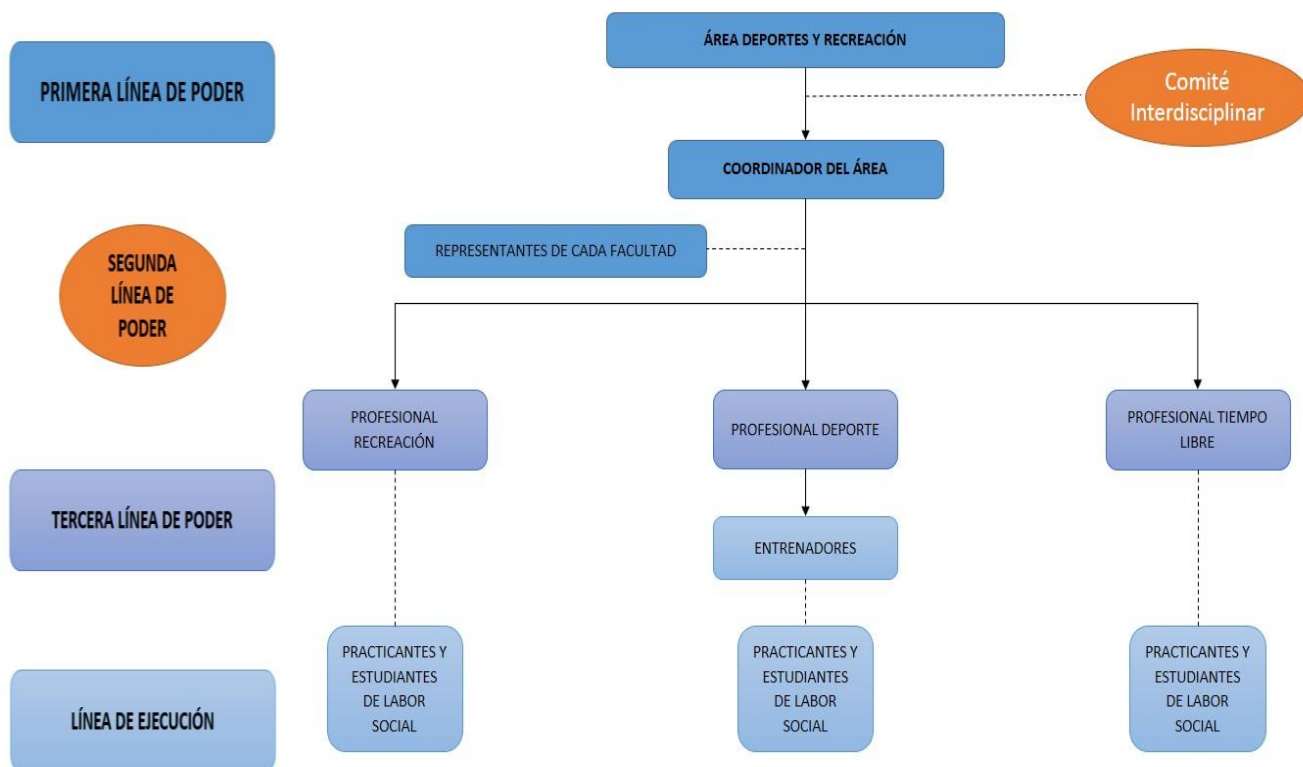 ÁREA DEPORTES Y RECREACIÓN
PRIMERA LÍNEA DE PODER
Comité
Interdisciplinar
COORDINADOR DEL ÁREA
REPRESENTANTES DE CADA FACULTAD
SEGUNDA
LÍNEA DE
PODER
PROFESIONAL
RECREACIÓN
PROFESIONAL DEPORTE
PROFESIONAL TIEMPO
LIBRE
TERCERA LÍNEA DE PODER
ENTRENADORES
PRACTICANTES Y
ESTUDIANTES
DE LABOR
SOCIAL
PRACTICANTES Y
ESTUDIANTES
DE LABOR
SOCIAL
PRACTICANTES Y
ESTUDIANTES
DE LABOR
SOCIAL
LÍNEA DE EJECUCIÓN